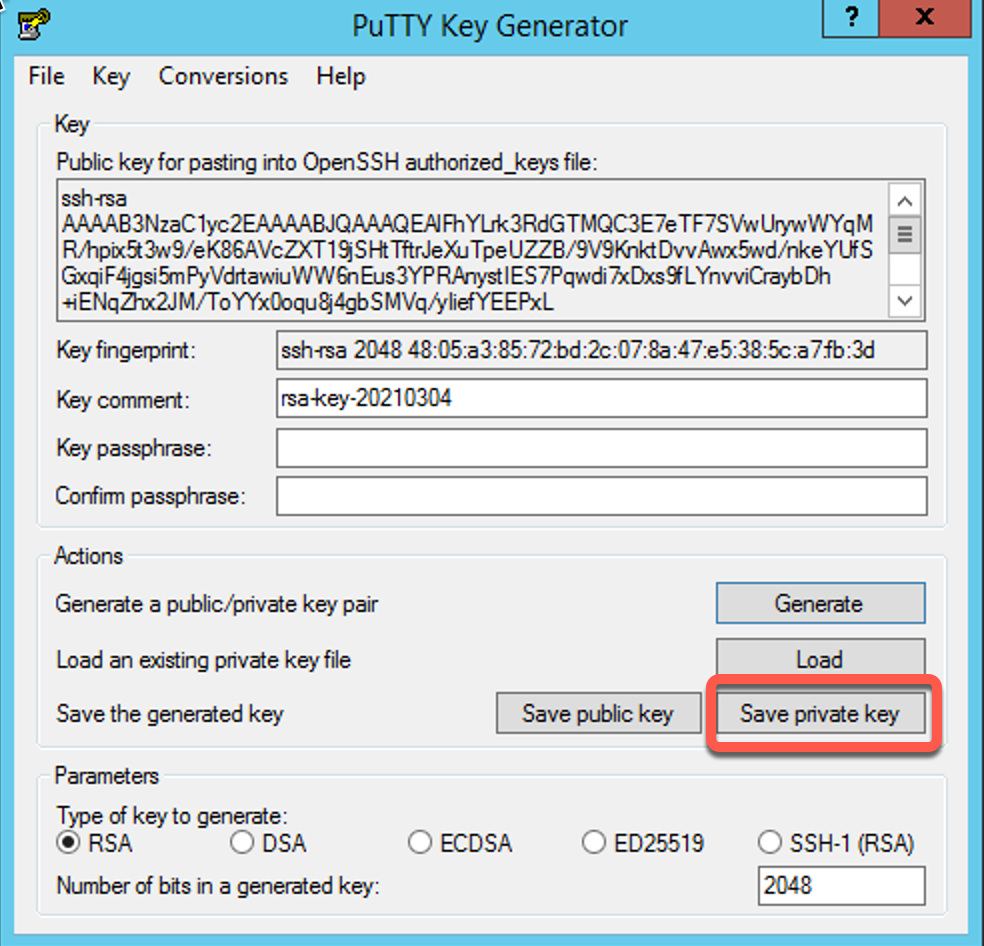 PuTTY Key Generator
?
X
File Key Conversions Help
Key
Public key for pasting into OpenSSH authorized_keys file:
ssh-rsa
AAAAB3NzaC1yc2EAAAABJQAAAQEAlFhYLrk3RdGTMQC3E7eTF7SVwUrywWYqM
R/hpix5t3w9/eK86AVcZXT19jSHtTftrJeXuTpeUZZB/9V9KnktDvvAwx5wd/nkeYUfS
GxqiF4jgsi5mPyVdrtawiuWW6nEus3YPRAnystIES7Pqwdi7xDxs9fLYnvviCraybDh
+iENqZhx2JM/ToYYx0oqu8j4gbSMVq/yliefYEEPxL
Key fingerprint: ssh-rsa 2048 48:05:a3:85:72:bd:2c:07:8a:47:e5:38:5c:a7:fb:3d
Key comment: rsa-key-20210304
Key passphrase:
Confirm passphrase:
Actions
Generate a public/private key pair Generate
Load an existing private key file Load
Save the generated key Save public key Save private key
Parameters
Type of key to generate:
RSA DSA ECDSA ED25519 SSH-1 (RSA)
Number of bits in a generated key: 2048